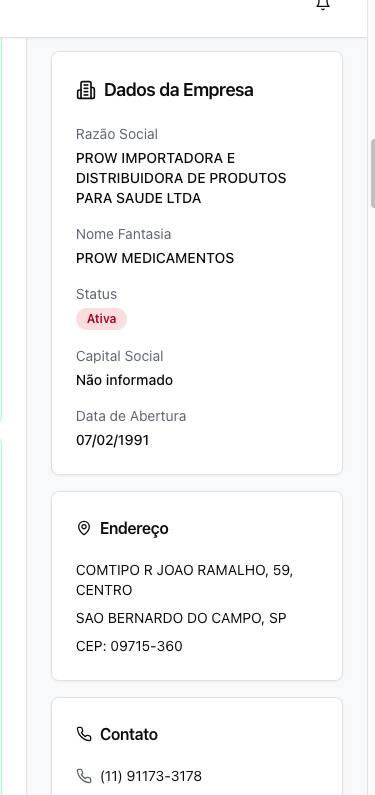 Dados da Empresa
Razão Social
PROW IMPORTADORA E
DISTRIBUIDORA DE PRODUTOS
PARA SAUDE LTDA
Nome Fantasia
PROW MEDICAMENTOS
Status
Ativa
Capital Social
Não informado
Data de Abertura
07/02/1991
Endereço
COMTIPO R JOAO RAMALHO, 59,
CENTRO
SAO BERNARDO DO CAMPO, SP
CEP: 09715-360
Contato
(11) 91173-3178